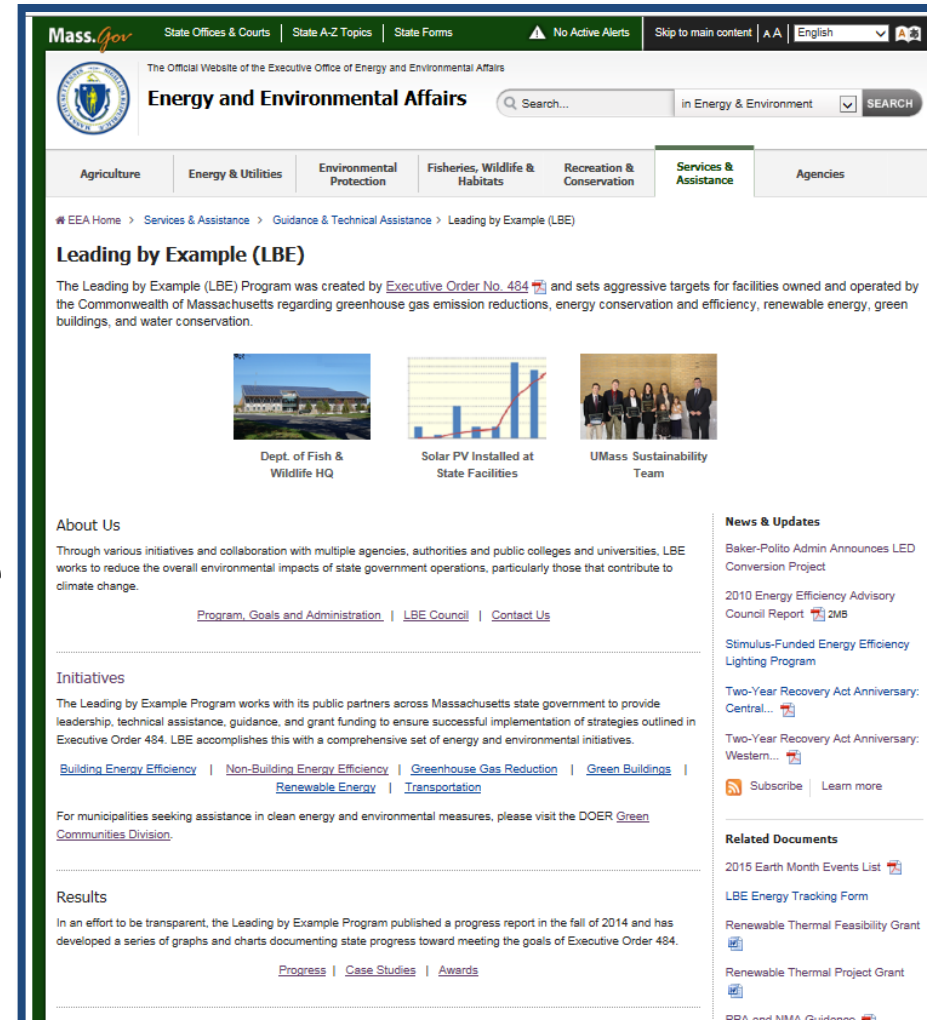 Mass.Gov State Offices & Courts State A-Z Topics State Forms No Active Alerts Skip to main content A A English
The Official Website of the Executive Office of Energy and Environmental Affairs
Energy and Environmental Affairs Search... in Energy & Environment SEARCH
Agriculture Energy & Utilities Environmental Protection Fisheries, Wildlife & Habitats Recreation & Conservation Services & Assistance Agencies
EEA Home > Services & Assistance > Guidance & Technical Assistance > Leading by Example (LBE)
Leading by Example (LBE)
The Leading by Example (LBE) Program was created by Executive Order No. 484 and sets aggressive targets for facilities owned and operated by
the Commonwealth of Massachusetts regarding greenhouse gas emission reductions, energy conservation and efficiency, renewable energy, green
buildings, and water conservation.
Dept. of Fish &
Wildlife HQ
Solar PV Installed at
State Facilities
UMass Sustainability
Team
About Us
Through various initiatives and collaboration with multiple agencies, authorities and public colleges and universities, LBE
works to reduce the overall environmental impacts of state government operations, particularly those that contribute to
climate change.
Program, Goals and Administration | LBE Council | Contact Us
Initiatives
The Leading by Example Program works with its public partners across Massachusetts state government to provide
leadership, technical assistance, guidance, and grant funding to ensure successful implementation of strategies outlined in
Executive Order 484. LBE accomplishes this with a comprehensive set of energy and environmental initiatives.
Building Energy Efficiency | Non-Building Energy Efficiency | Greenhouse Gas Reduction | Green Buildings |
Renewable Energy | Transportation
For municipalities seeking assistance in clean energy and environmental measures, please visit the DOER Green
Communities Division.
Results
In an effort to be transparent, the Leading by Example Program published a progress report in the fall of 2014 and has
developed a series of graphs and charts documenting state progress toward meeting the goals of Executive Order 484.
Progress | Case Studies | Awards
News & Updates
Baker-Polito Admin Announces LED
Conversion Project
2010 Energy Efficiency Advisory
Council Report 2MB
Stimulus-Funded Energy Efficiency
Lighting Program
Two-Year Recovery Act Anniversary:
Central...
Two-Year Recovery Act Anniversary:
Western...
Subscribe Learn more
Related Documents
2015 Earth Month Events List
LBE Energy Tracking Form
Renewable Thermal Feasibility Grant
Renewable Thermal Project Grant
and NMA Guidance